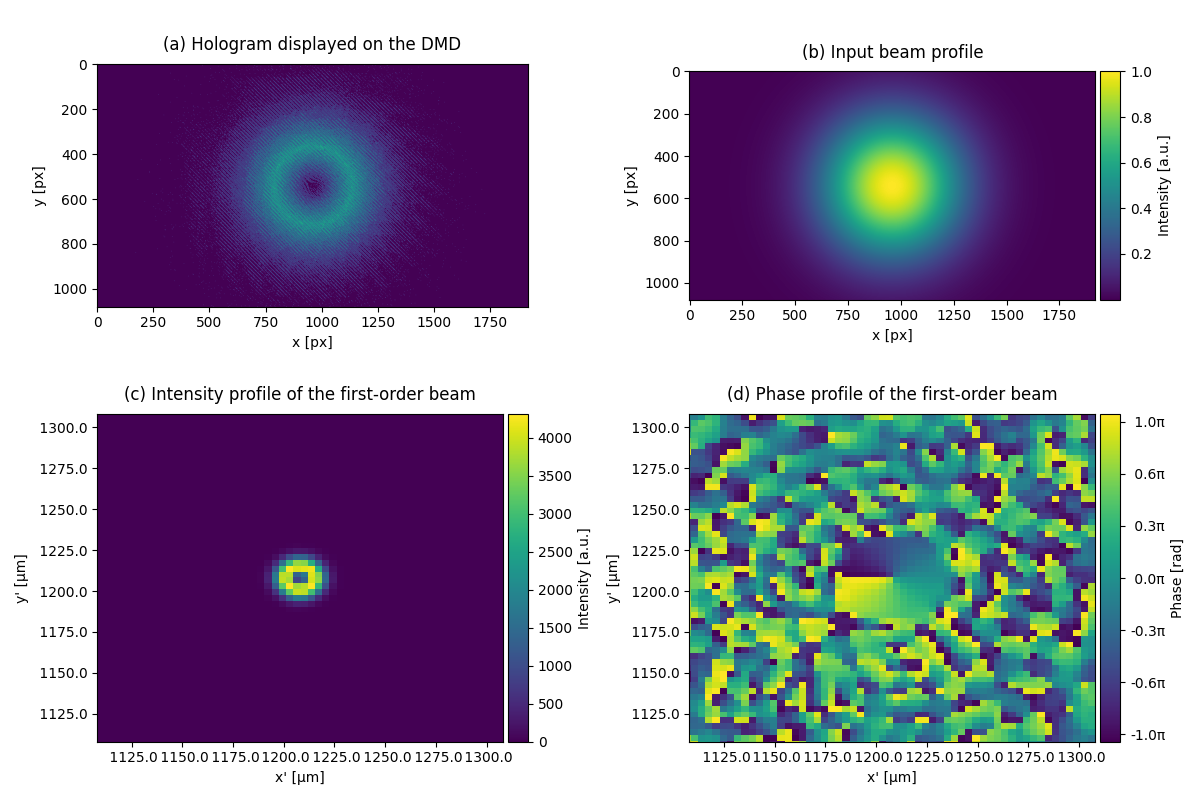 (a) Hologram displayed on the DMD
0
200
400
600
800
1000
y [px]
0 250 500 750 1000 1250 1500 1750
x [px]
(b) Input beam profile
0
200
400
600
800
1000
y [px]
0 250 500 750 1000 1250 1500 1750
x [px]
1.0
0.8
0.6
0.4
0.2
Intensity [a.u.]
(c) Intensity profile of the first-order beam
1300.0
1275.0
1250.0
1225.0
1200.0
1175.0
1150.0
1125.0
y' [μm]
1125.0 1150.0 1175.0 1200.0 1225.0 1250.0 1275.0 1300.0
x' [μm]
4000
3500
3000
2500
2000
1500
1000
500
0
Intensity [a.u.]
(d) Phase profile of the first-order beam
1300.0
1275.0
1250.0
1225.0
1200.0
1175.0
1150.0
1125.0
y' [μm]
1125.0 1150.0 1175.0 1200.0 1225.0 1250.0 1275.0 1300.0
x' [μm]
1.0π
0.6π
0.3π
0.0π
-0.3π
-0.6π
-1.0π
Phase [rad]